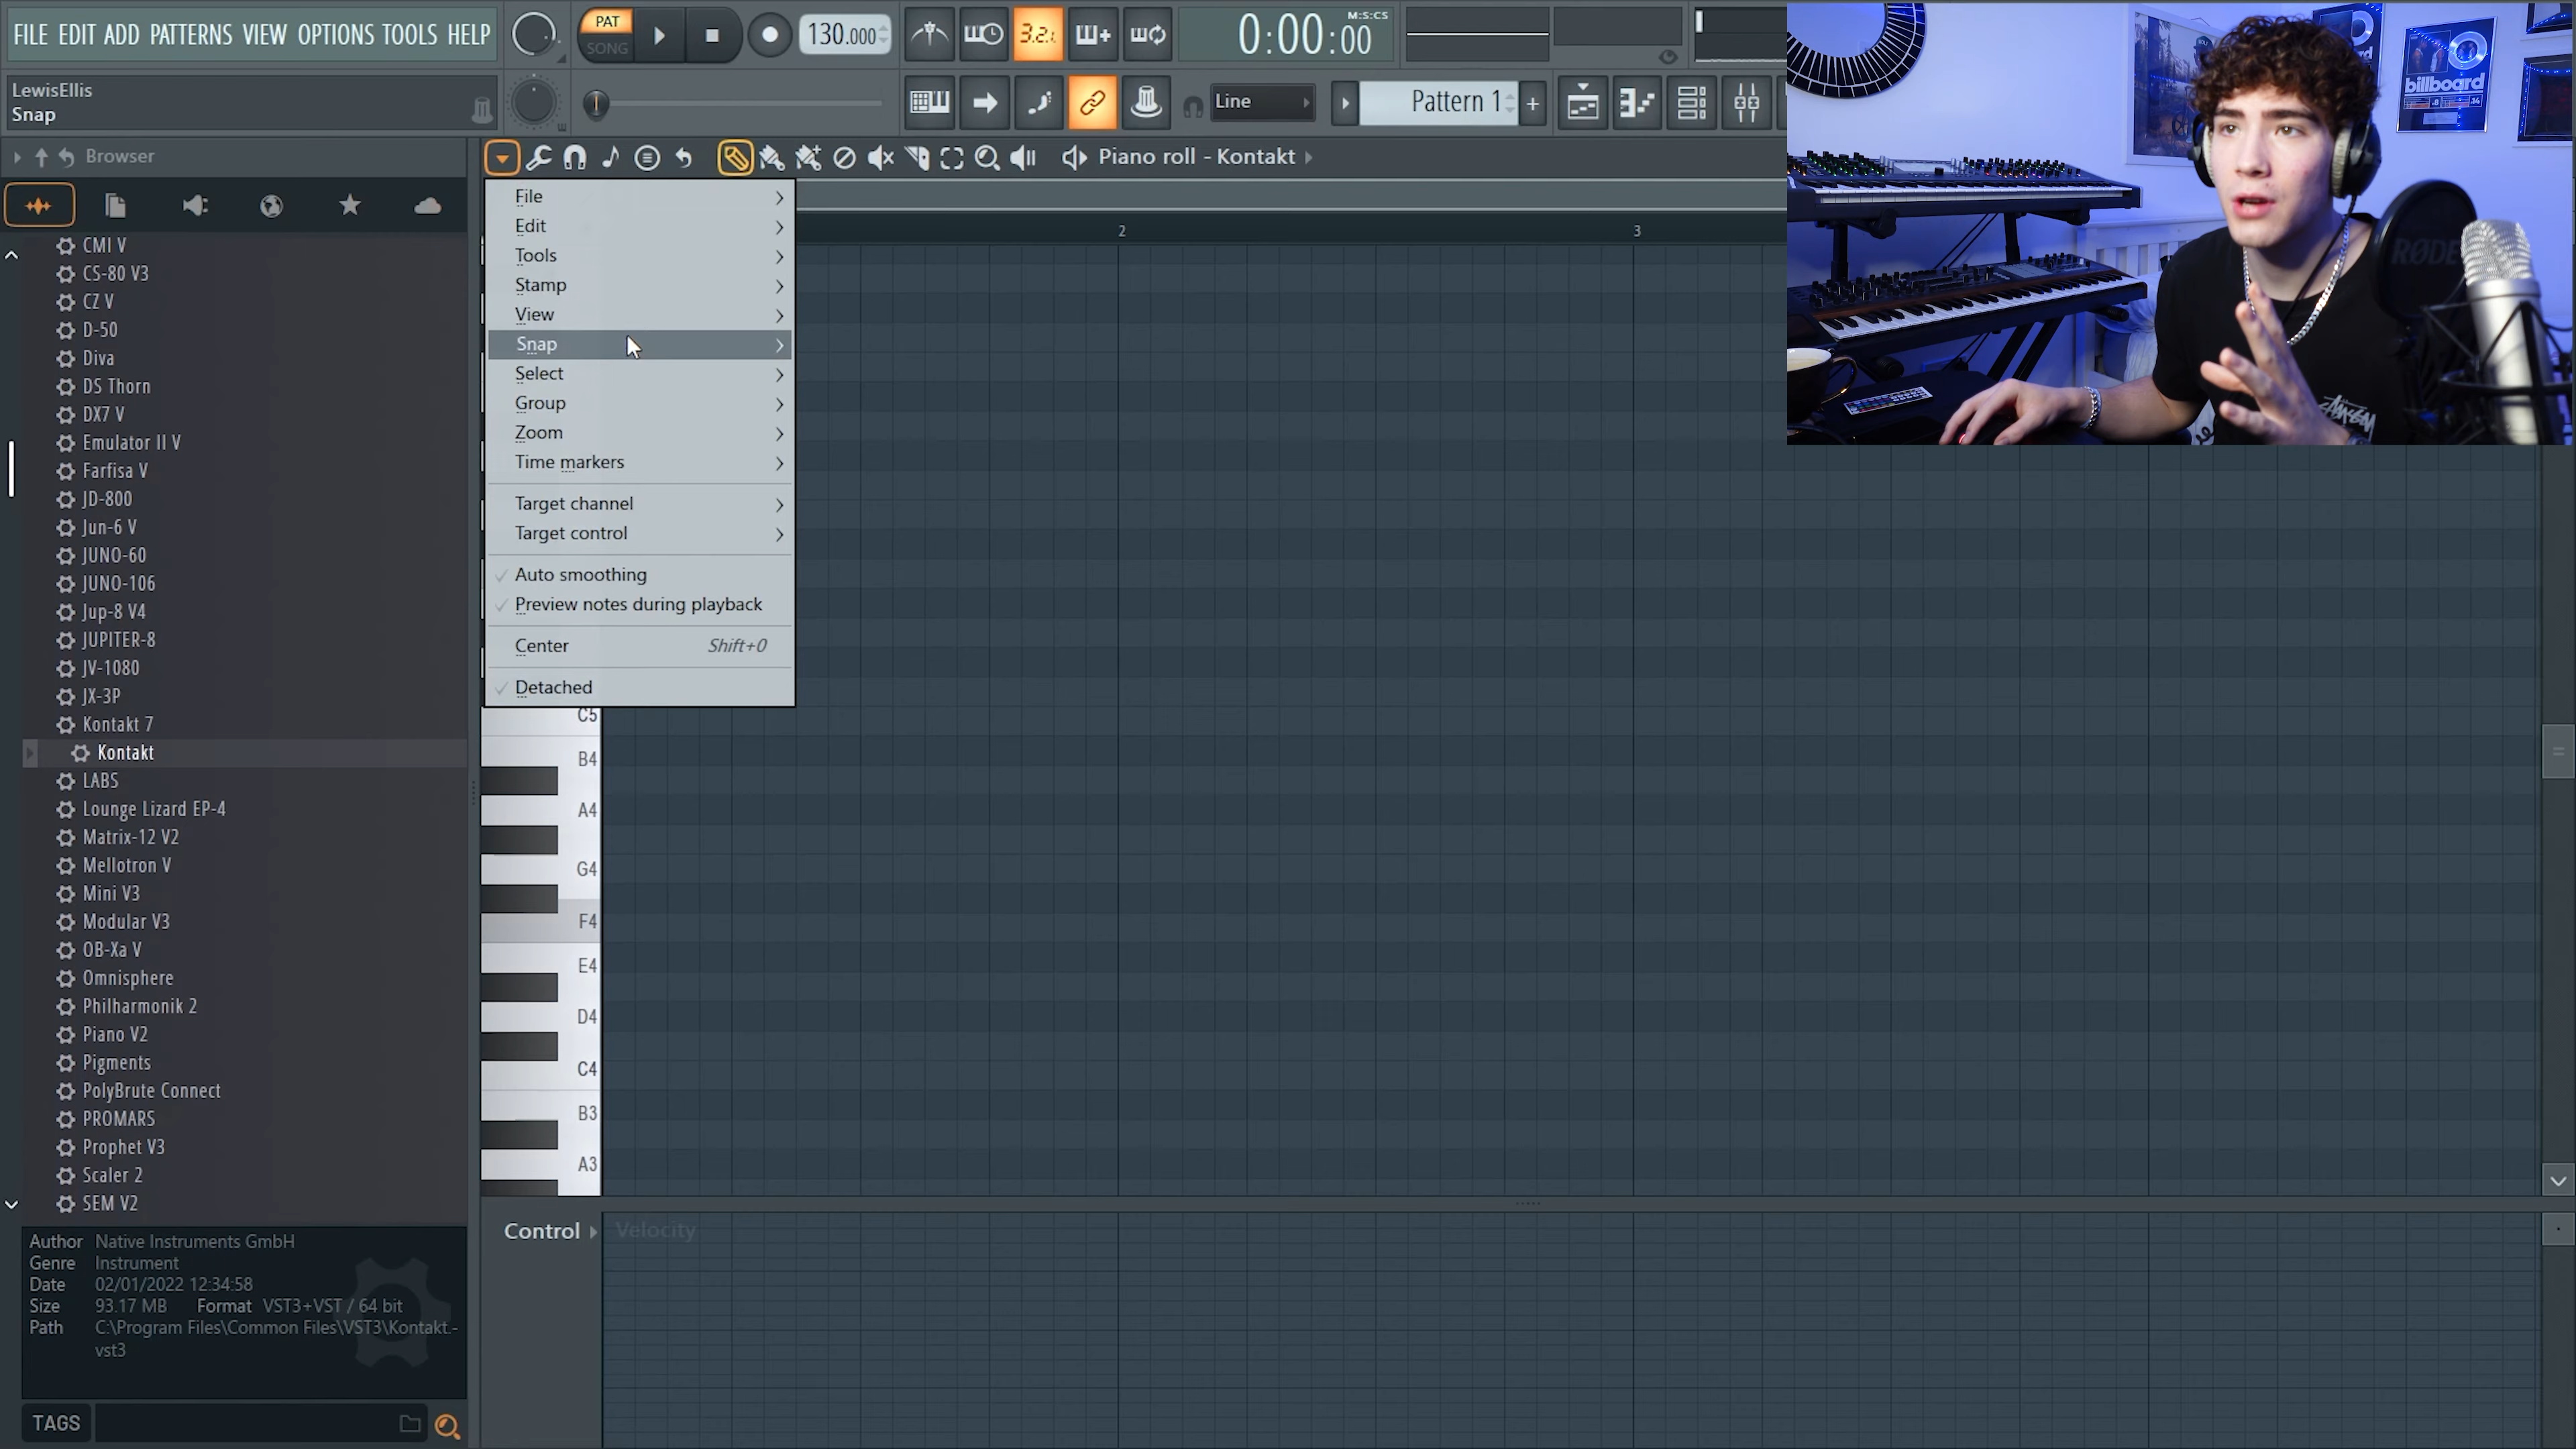 FILE EDIT ADD PATTERNS VIEW OPTIONS TOOLS HELP
PAT
SONG
130.000
3.2.1
0:00:00
M:S:CS
LewisEllis
Snap
Line
Pattern 1
Browser
Piano roll - Kontakt
CMI V
CS-80 V3
CZ V
D-50
Diva
DS Thorn
DX7 V
Emulator II V
Farfisa V
JD-800
Jun-6 V
JUNO-60
JUNO-106
Jup-8 V4
JUPITER-8
JV-1080
JX-3P
Kontakt 7
Kontakt
LABS
Lounge Lizard EP-4
Matrix-12 V2
Mellotron V
Mini V3
Modular V3
OB-Xa V
Omnisphere
Philharmonik 2
Piano V2
Pigments
PolyBrute Connect
PROMARS
Prophet V3
Scaler 2
SEM V2
Author Native Instruments GmbH
Genre Instrument
Date 02/01/2022 12:34:58
Size 93.17 MB Format VST3+VST / 64 bit
Path C:\Program Files\Common Files\VST3\Kontakt.-
vst3
TAGS
File
Edit
Tools
Stamp
View
Snap
Select
Group
Zoom
Time markers
Target channel
Target control
Auto smoothing
Preview notes during playback
Center Shift+0
Detached
2
3
C5
B4
A4
G4
F4
E4
D4
C4
B3
A3
Control
Velocity
billboard
RØDE